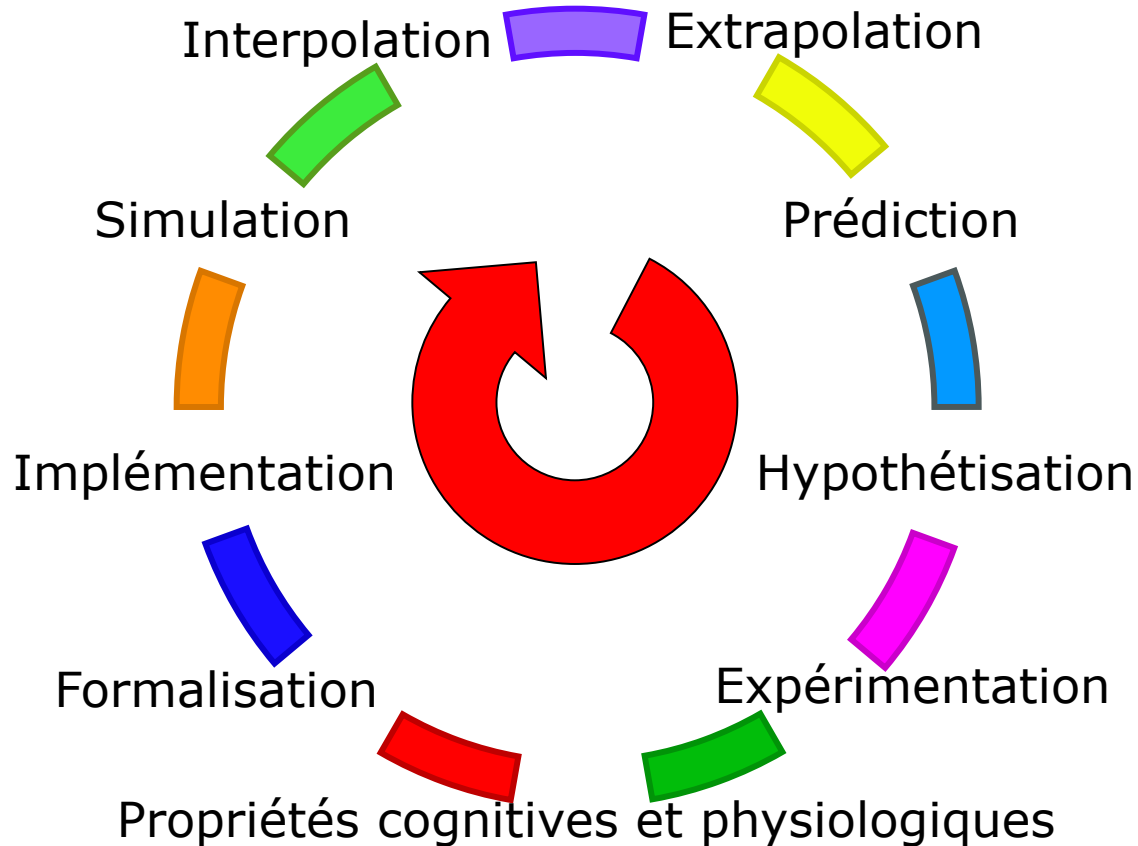 Interpolation
Extrapolation
Simulation
Prédiction
Implémentation
Hypothétisation
Formalisation
Expérimentation
Propriétés cognitives et physiologiques